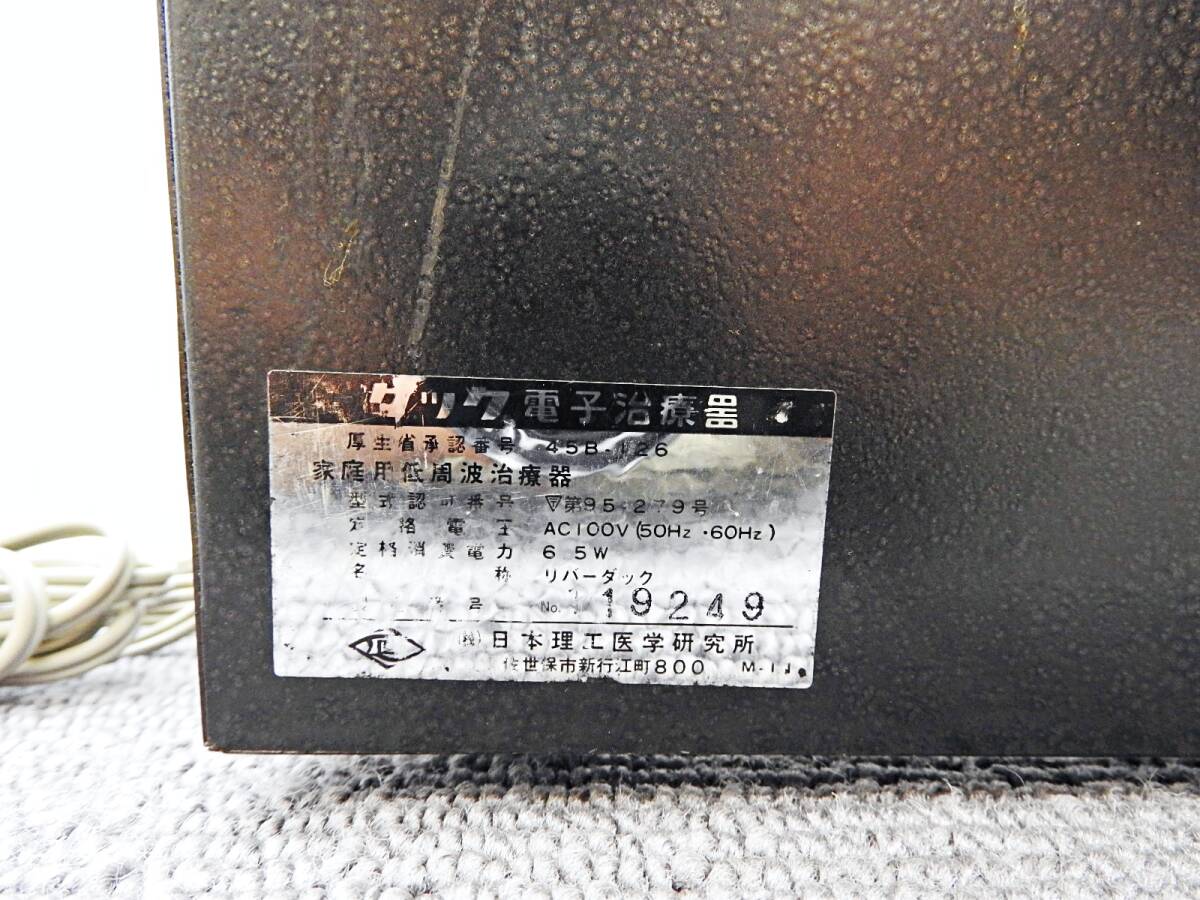 ダック電子治療器
厚生省承認番号 45B-126
家庭用低周波治療器
型式認可番号 第95-279号
定格電圧 AC100V(50Hz・60Hz)
定格消費電力 6.5W
名称 リバーダック
号 No. 19249
(株)日本理工医学研究所
佐世保市新行江町800 M-11